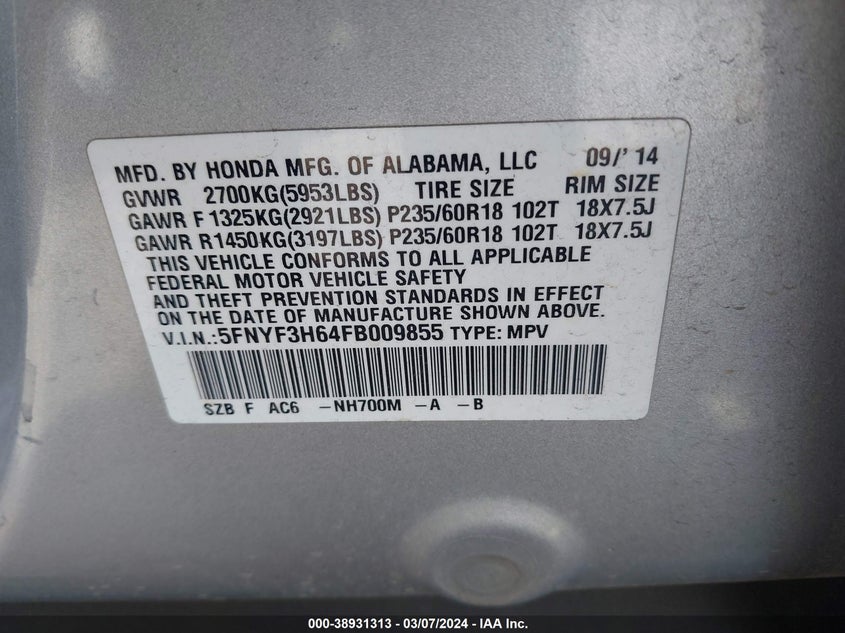 MFD. BY HONDA MFG. OF ALABAMA, LLC 09/' 14
GVWR 2700KG(5953LBS) TIRE SIZE RIM SIZE
GAWR F 1325KG(2921LBS) P235/60R18 102T 18X7.5J
GAWR R1450KG(3197LBS) P235/60R18 102T 18X7.5J
THIS VEHICLE CONFORMS TO ALL APPLICABLE
FEDERAL MOTOR VEHICLE SAFETY
AND THEFT PREVENTION STANDARDS IN EFFECT
ON THE DATE OF MANUFACTURE SHOWN ABOVE.
V.I.N.:5FNYF3H64FB009855 TYPE: MPV
SZB F AC6 -NH700M -A -B
000-38931313 - 03/07/2024 - IAA Inc.